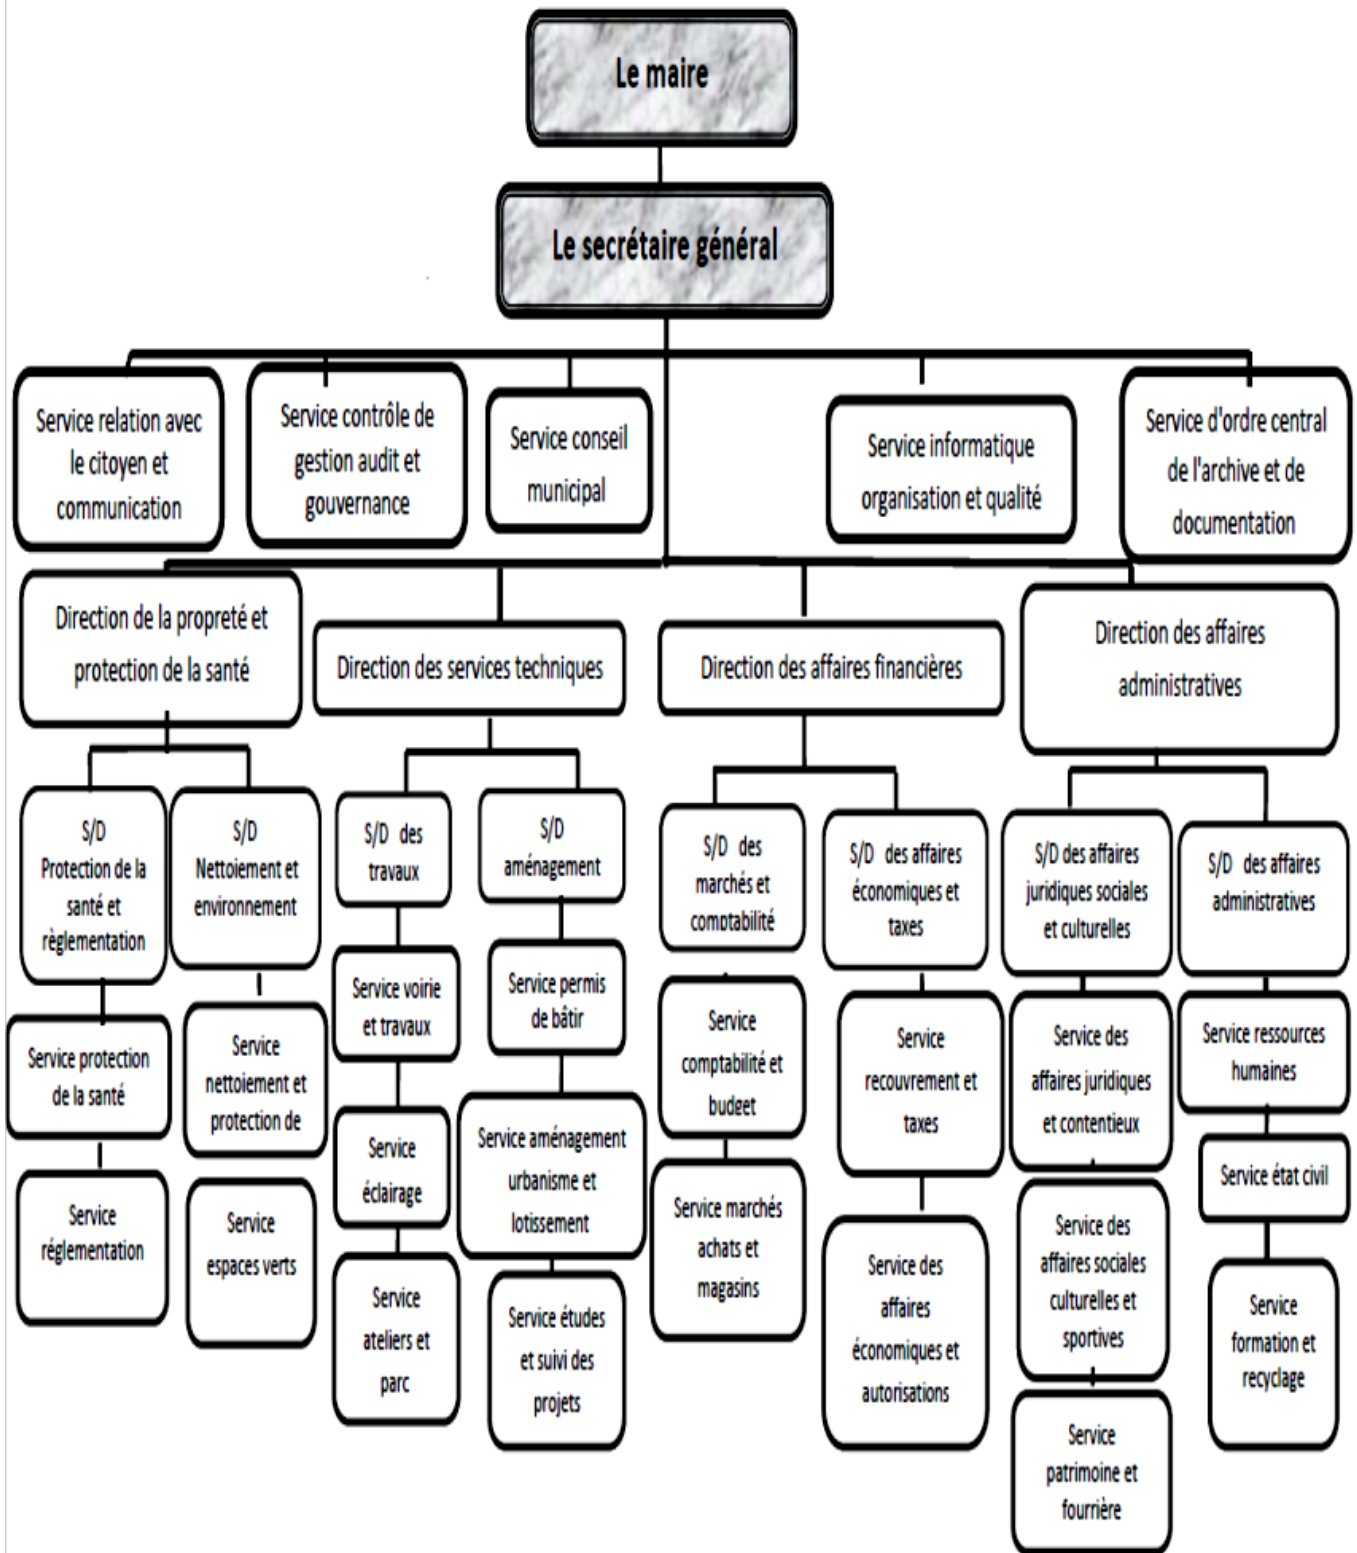 Le maire
Le secrétaire général
Service relation avec
le citoyen et
communication
Service contrôle de
gestion audit et
gouvernance
Service conseil
municipal
Service informatique
organisation et qualité
Service d'ordre central
de l'archive et de
documentation
Direction de la propreté et
protection de la santé
Direction des services techniques
Direction des affaires financières
Direction des affaires
administratives
S/D
Protection de la
santé et
règlementation
S/D
Nettoiement et
environnement
S/D des
travaux
S/D
aménagement
S/D des
marchés et
comptabilité
S/D des affaires
économiques et
taxes
S/D des affaires
juridiques sociales
et culturelles
S/D des affaires
administratives
Service protection
de la santé
Service
réglementation
Service
nettoiement et
protection de
Service
espaces verts
Service voirie
et travaux
Service
éclairage
Service
ateliers et
parc
Service permis
de bâtir
Service aménagement
urbanisme et
lotissement
Service études
et suivi des
projets
Service
comptabilité et
budget
Service marchés
achats et
magasins
Service
recouvrement et
taxes
Service des
affaires
économiques et
autorisations
Service des
affaires juridiques
et contentieux
Service des
affaires sociales
culturelles et
sportives
Service
patrimoine et
fourrière
Service ressources
humaines
Service état civil
Service
formation et
recyclage